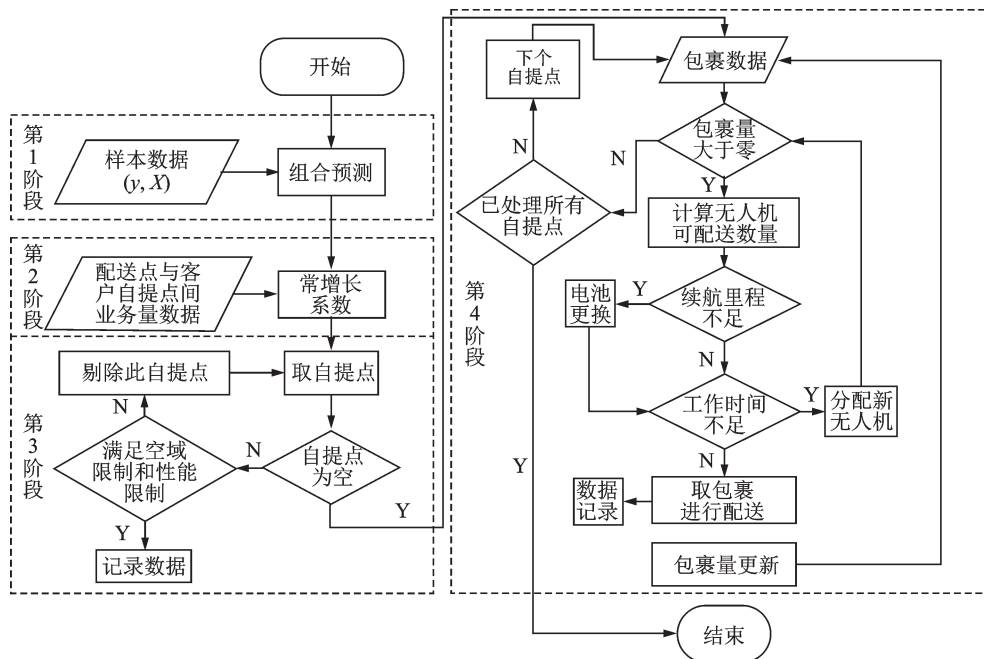 开始
第
1
阶
段
样本数据
(y, X)
组合预测
第
2
阶
段
配送点与客
户自提点间
业务量数据
常增长
系数
第
3
阶
段
剔除此自提点
取自提点
N
满足空域
限制和性能
限制
N
自提点
为空
Y
Y
记录数据
第
4
阶
段
下个
自提点
包裹数据
N
包裹量
大于零
N
Y
已处理所有
自提点
计算无人机
可配送数量
电池
更换
Y
续航里程
不足
N
工作时间
不足
Y
分配新
无人机
Y
N
数据
记录
取包裹
进行配送
包裹量更新
结束